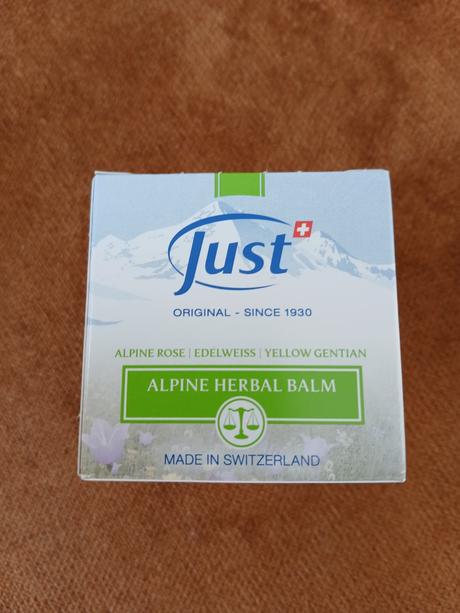 Just
ORIGINAL - SINCE 1930
ALPINE ROSE | EDELWEISS | YELLOW GENTIAN
ALPINE HERBAL BALM
MADE IN SWITZERLAND